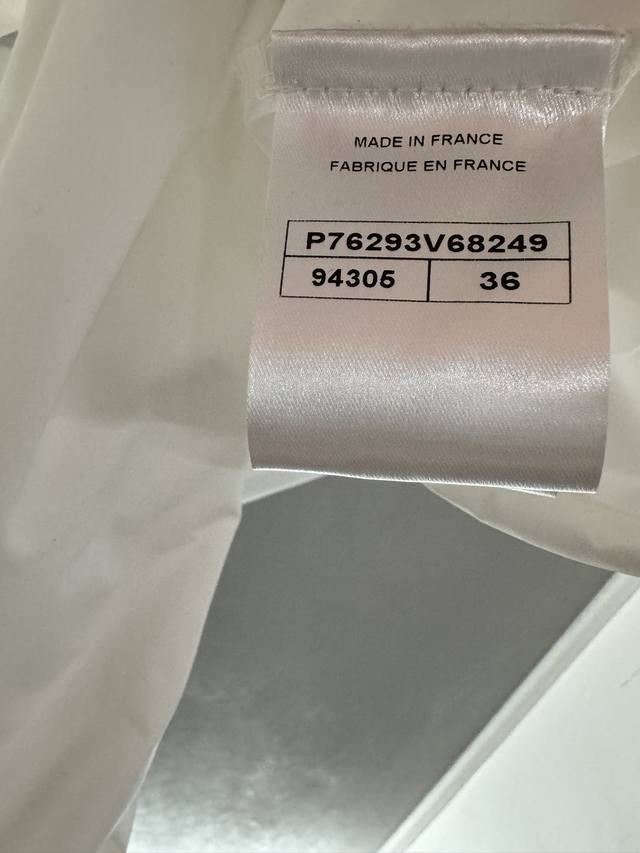 MADE IN FRANCE
FABRIQUE EN FRANCE
P76293V68249
94305 36